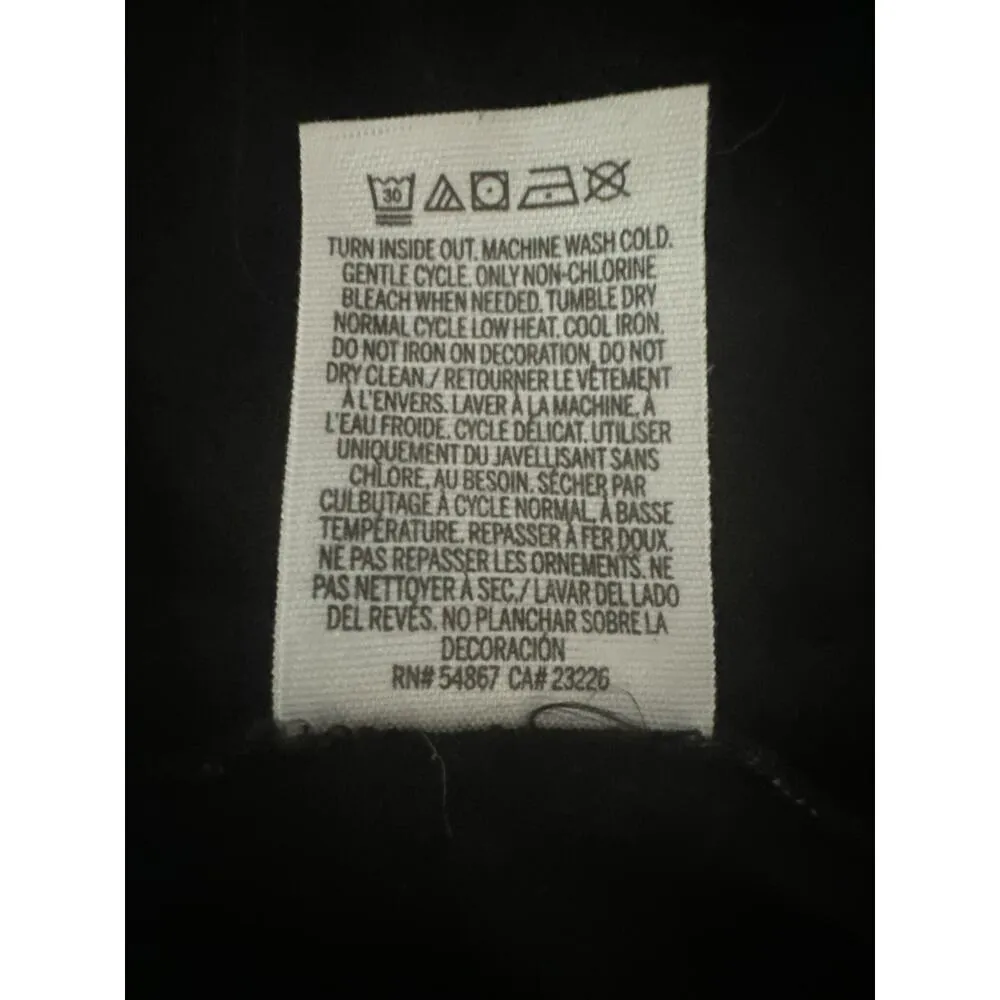 30
TURN INSIDE OUT. MACHINE WASH COLD.
GENTLE CYCLE. ONLY NON-CHLORINE
BLEACH WHEN NEEDED. TUMBLE DRY
NORMAL CYCLE LOW HEAT. COOL IRON.
DO NOT IRON ON DECORATION, DO NOT
DRY CLEAN./ RETOURNER LE VÊTEMENT
À L'ENVERS. LAVER À LA MACHINE, À
L'EAU FROIDE. CYCLE DÉLICAT. UTILISER
UNIQUEMENT DU JAVELLISANT SANS
CHLORE, AU BESOIN. SÉCHER PAR
CULBUTAGE À CYCLE NORMAL, À BASSE
TEMPÉRATURE. REPASSER À FER DOUX.
NE PAS REPASSER LES ORNEMENTS. NE
PAS NETTOYER À SEC./ LAVAR DEL LADO
DEL REVÉS. NO PLANCHAR SOBRE LA
DECORACIÓN
RN# 54867 CA# 23226